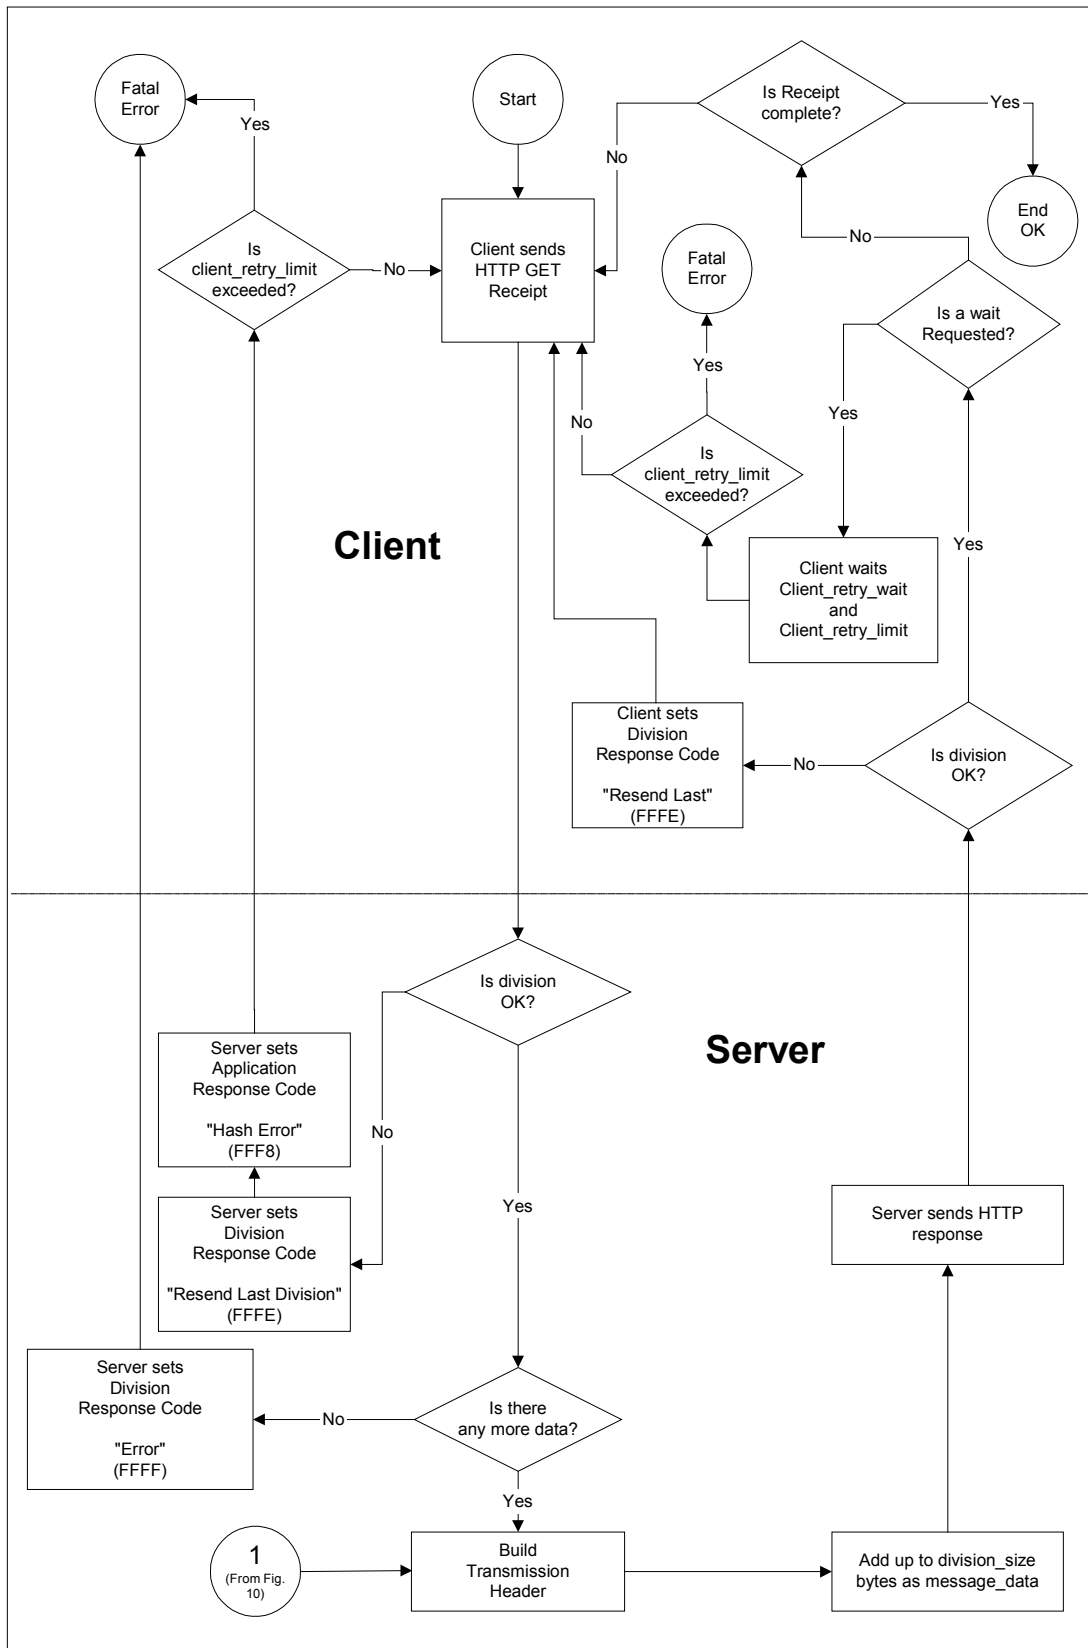 Fatal
Error
Start
Is Receipt
complete?
Yes
Yes
No
End
OK
Is
client_retry_limit
exceeded?
No
Client sends
HTTP GET
Receipt
Fatal
Error
No
Is a wait
Requested?
Yes
Yes
No
Is
client_retry_limit
exceeded?
Client
Yes
Client waits
Client_retry_wait
and
Client_retry_limit
Client sets
Division
Response Code
"Resend Last"
(FFFE)
No
Is division
OK?
Is division
OK?
Server
Server sets
Application
Response Code
"Hash Error"
(FFF8)
No
Yes
Server sets
Division
Response Code
"Resend Last Division"
(FFFE)
Server sends HTTP
response
Server sets
Division
Response Code
"Error"
(FFFF)
No
Is there
any more data?
Yes
1
(From Fig.
10)
Build
Transmission
Header
Add up to division_size
bytes as message_data